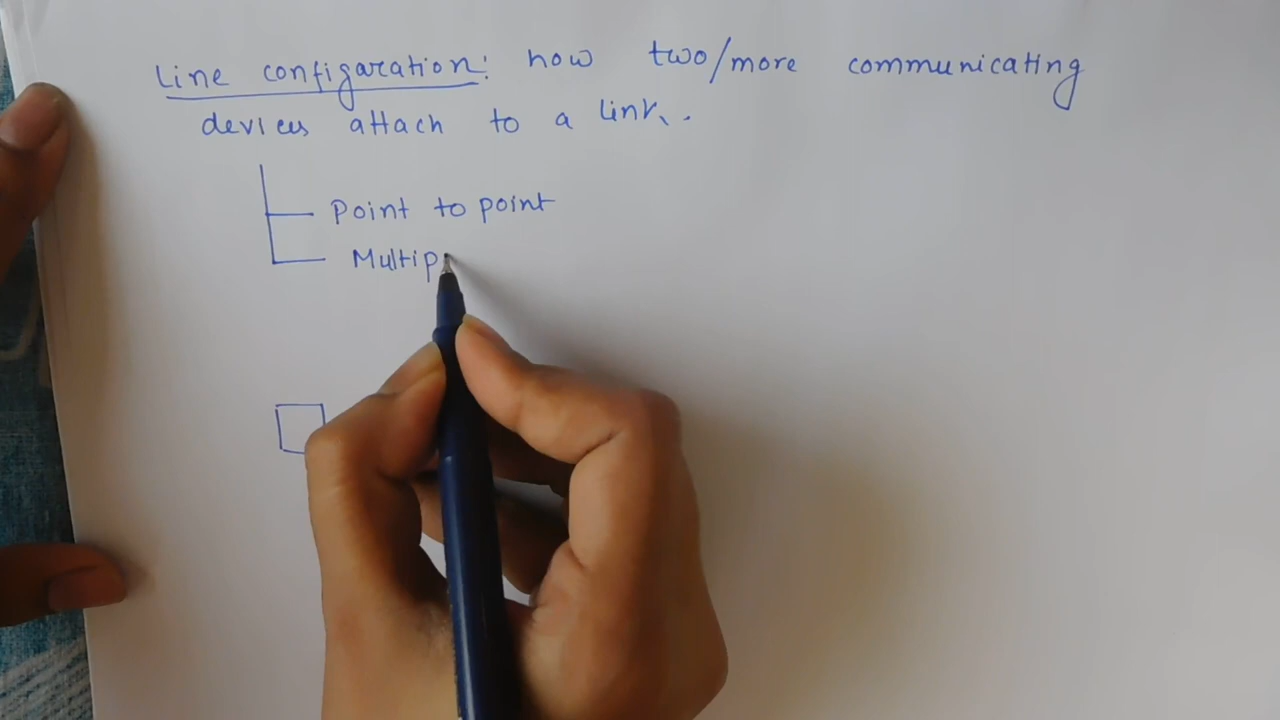 Line configaration: how two/more communicating
devices attach to a link.
Point to point
Multip